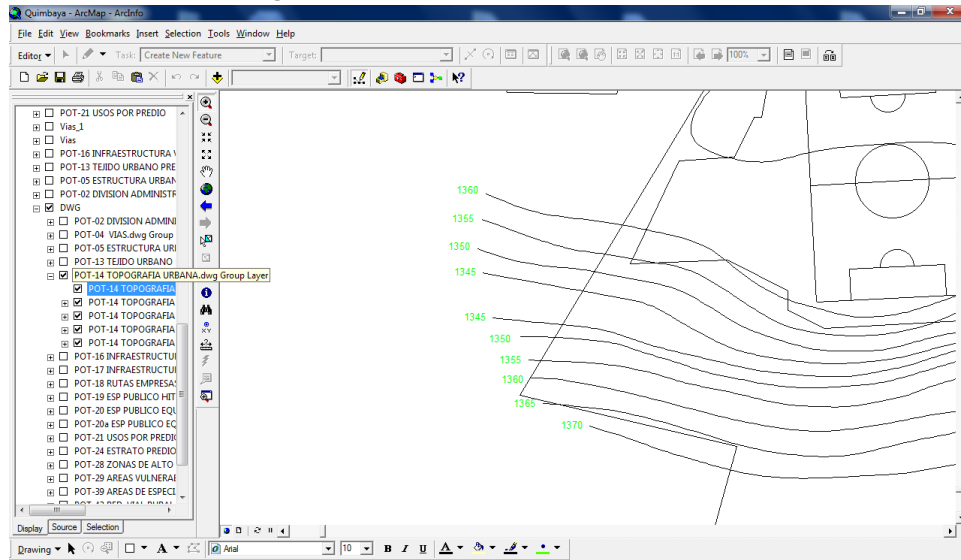 Quimbaya - ArcMap - ArcInfo
File Edit View Bookmarks Insert Selection Tools Window Help
Editor Task: Create New Feature Target: 100%
POT-21 USOS POR PREDIO
Vias_1
Vias
POT-16 INFRAESTRUCTURA
POT-13 TEJIDO URBANO PRE
POT-05 ESTRUCTURA URBAN
POT-02 DIVISION ADMINISTR
DWG
POT-02 DIVISION ADMINI
POT-04 VIAS.dwg Group
POT-05 ESTRUCTURA URI
POT-13 TEJIDO URBANO
POT-14 TOPOGRAFIA URBANA.dwg Group Layer
POT-14 TOPOGRAFIA
POT-14 TOPOGRAFIA
POT-14 TOPOGRAFIA
POT-14 TOPOGRAFIA
POT-14 TOPOGRAFIA
POT-16 INFRAESTRUCTUI
POT-17 INFRAESTRUCTUI
POT-18 RUTAS EMPRESA
POT-19 ESP PUBLICO HIT
POT-20 ESP PUBLICO EQU
POT-20a ESP PUBLICO EC
POT-21 USOS POR PREDI
POT-24 ESTRATO PREDIO
POT-28 ZONAS DE ALTO
POT-29 AREAS VULNERAE
POT-39 AREAS DE ESPECI
1360
1355
1350
1345
1345
1350
1355
1360
1365
1370
Display Source Selection
Drawing A Arial 10 B I U A